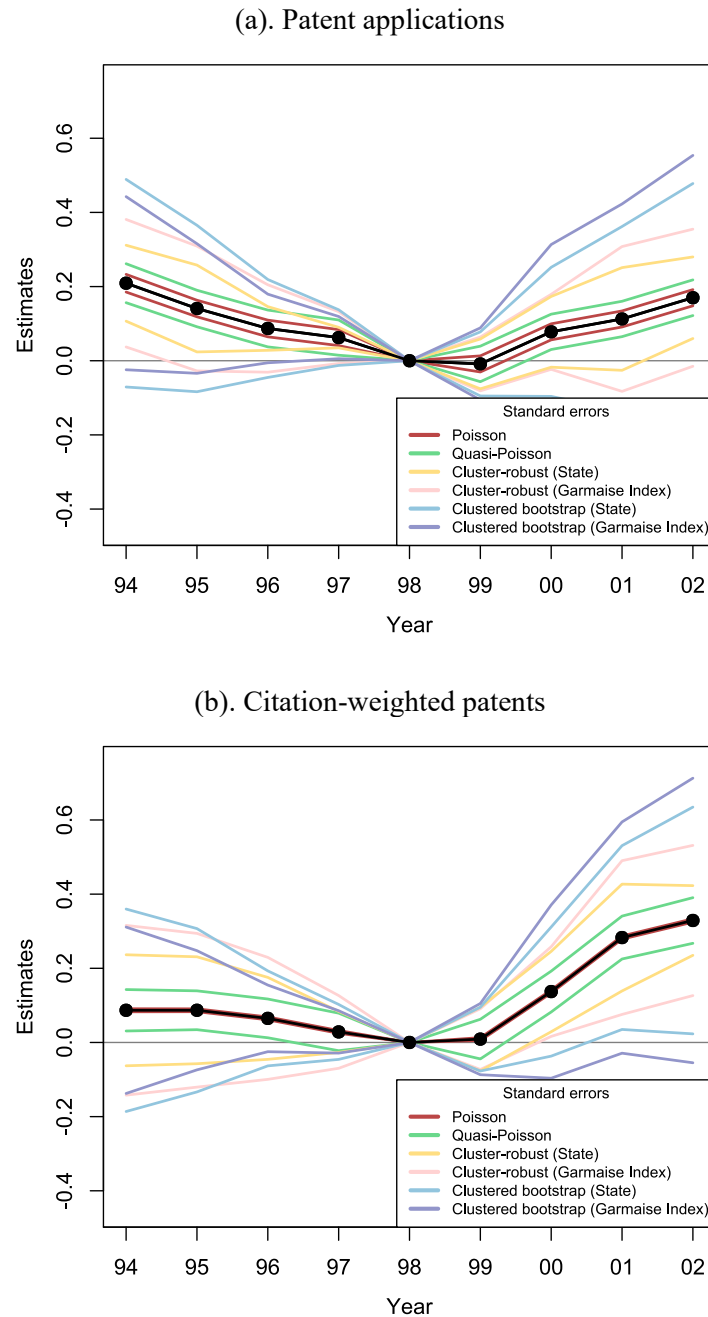 (a). Patent applications
0.6
0.4
0.2
0.0
-0.2
-0.4
Estimates
Standard errors
Poisson
Quasi-Poisson
Cluster-robust (State)
Cluster-robust (Garmaise Index)
Clustered bootstrap (State)
Clustered bootstrap (Garmaise Index)
94 95 96 97 98 99 00 01 02
Year
(b). Citation-weighted patents
0.6
0.4
0.2
0.0
-0.2
-0.4
Estimates
Standard errors
Poisson
Quasi-Poisson
Cluster-robust (State)
Cluster-robust (Garmaise Index)
Clustered bootstrap (State)
Clustered bootstrap (Garmaise Index)
94 95 96 97 98 99 00 01 02
Year